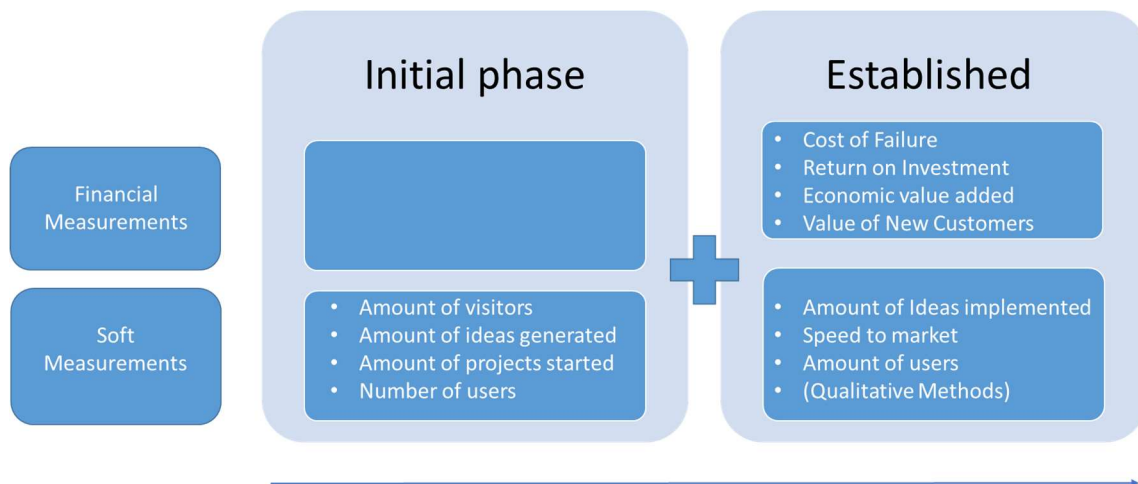 Initial phase
Established
Financial
Measurements
• Cost of Failure
• Return on Investment
• Economic value added
• Value of New Customers
Soft
Measurements
• Amount of visitors
• Amount of ideas generated
• Amount of projects started
• Number of users
• Amount of Ideas implemented
• Speed to market
• Amount of users
• (Qualitative Methods)